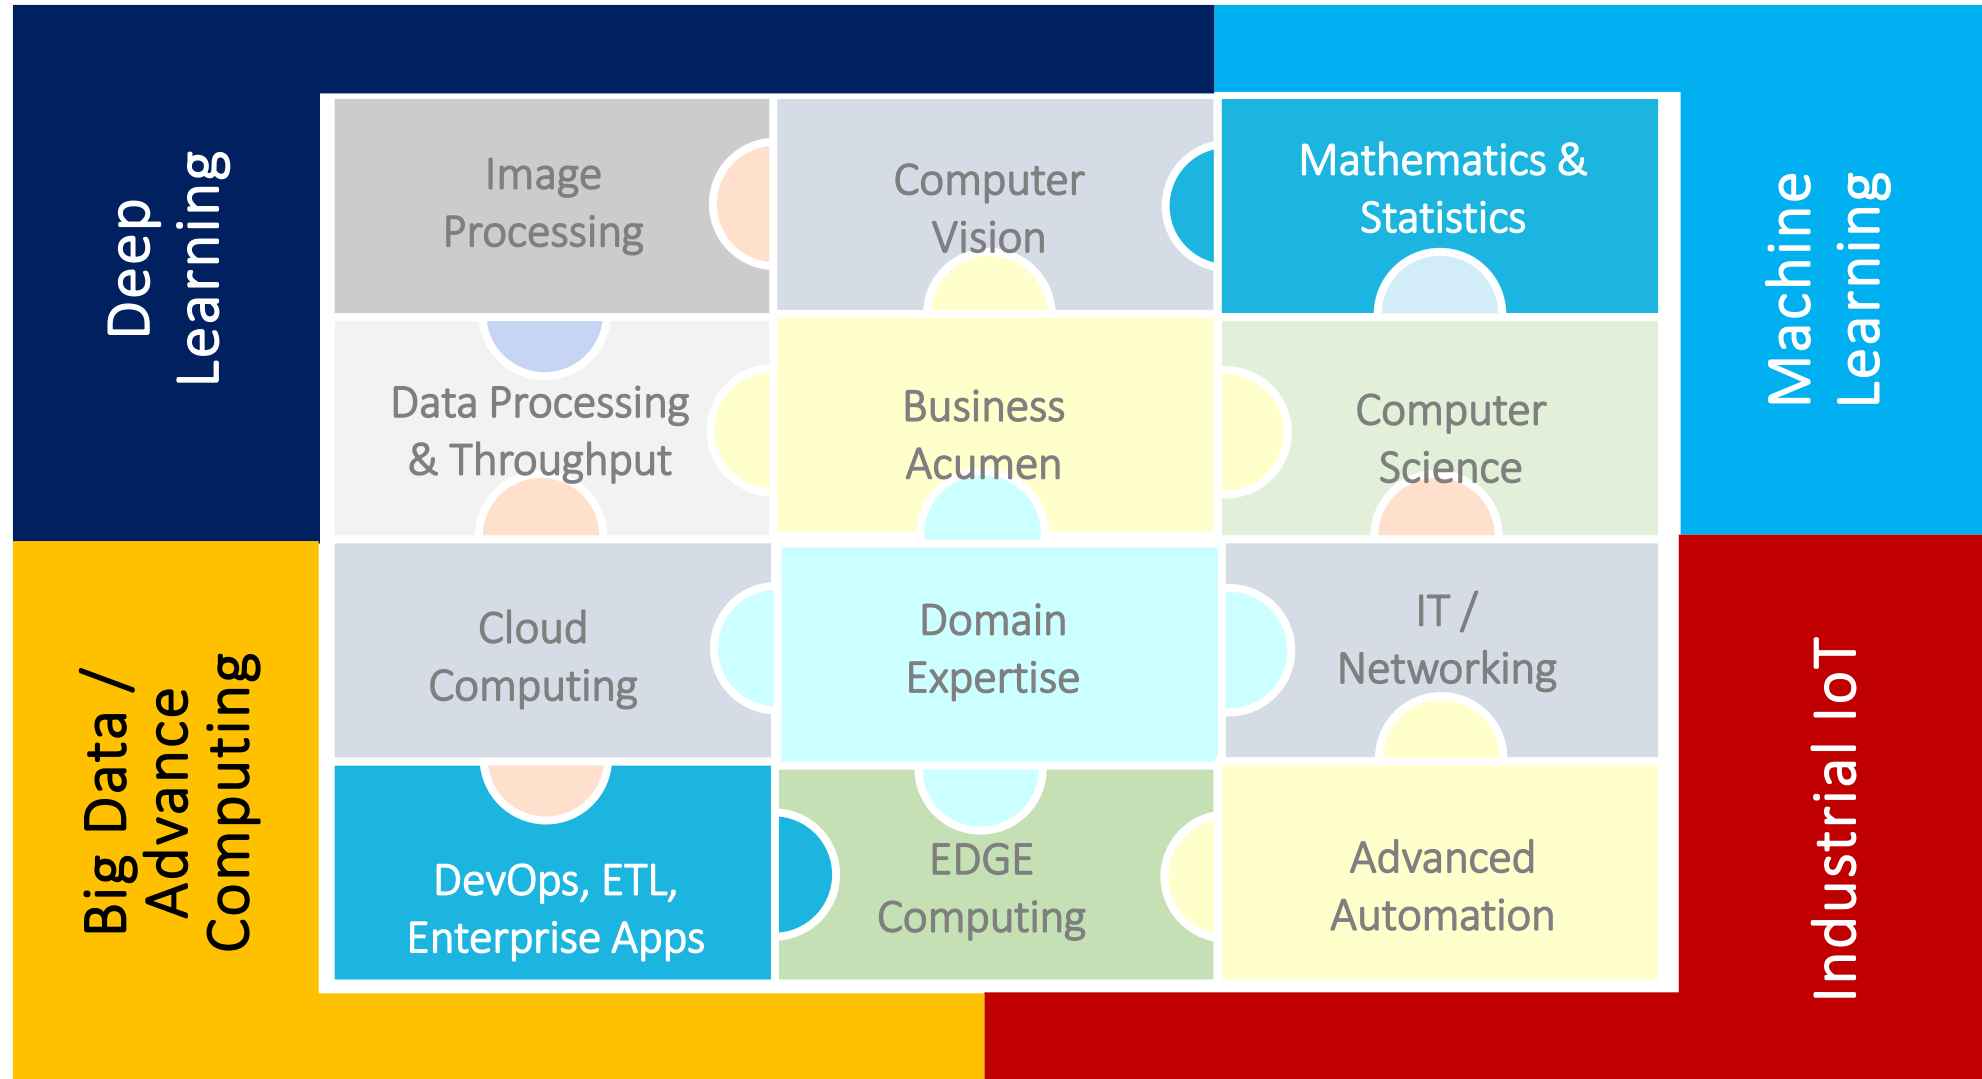 Deep
Learning
Image
Processing
Computer
Vision
Mathematics &
Statistics
Machine
Learning
Data Processing
& Throughput
Business
Acumen
Computer
Science
Big Data /
Advance
Computing
Cloud
Computing
Domain
Expertise
IT /
Networking
Industrial IoT
DevOps, ETL,
Enterprise Apps
EDGE
Computing
Advanced
Automation